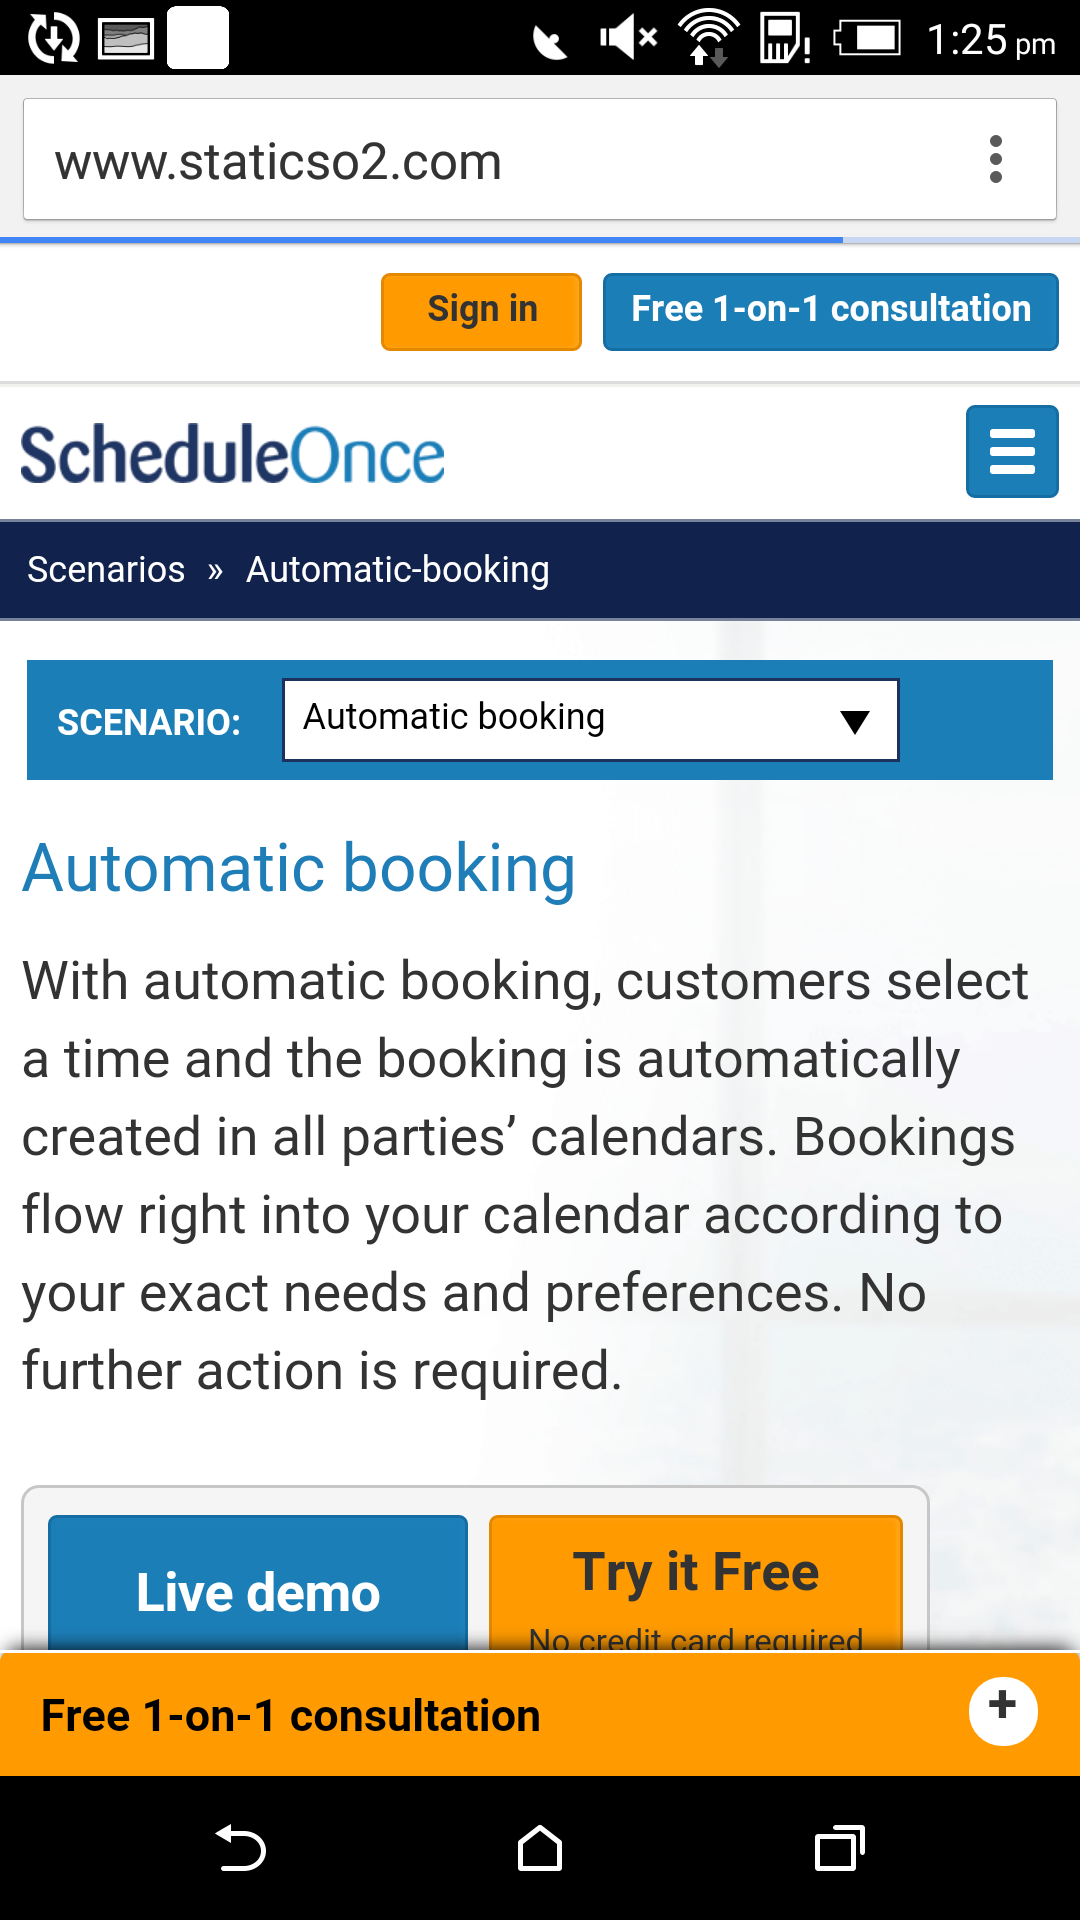 1:25 pm
www.staticso2.com
Sign in
Free 1-on-1 consultation
ScheduleOnce
Scenarios » Automatic-booking
SCENARIO:
Automatic booking
Automatic booking
With automatic booking, customers select
a time and the booking is automatically
created in all parties’ calendars. Bookings
flow right into your calendar according to
your exact needs and preferences. No
further action is required.
Live demo
Try it Free
No credit card required
Free 1-on-1 consultation